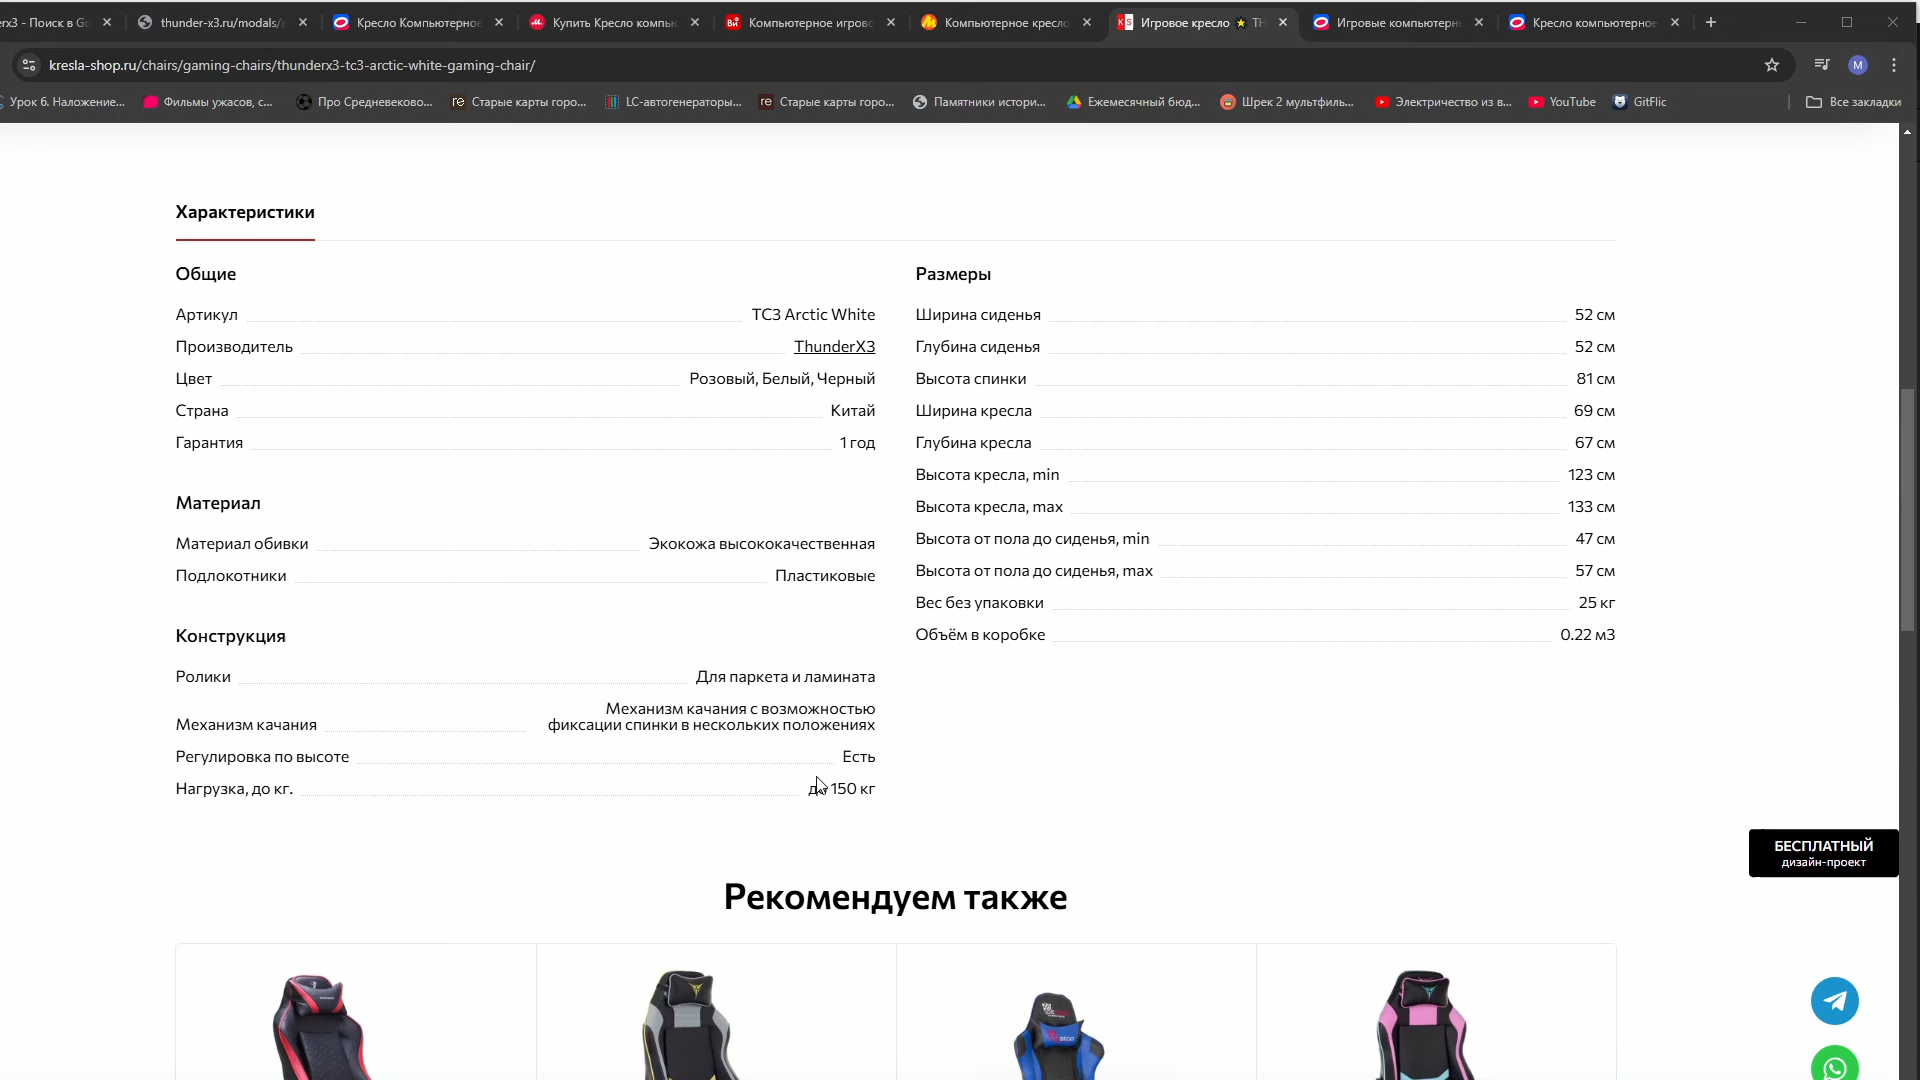 rx3 - Поиск в Go
thunder-x3.ru/modals/
Кресло Компьютерное
Купить Кресло компь
Компьютерное игров
Компьютерное кресло
Игровое кресло ★ TH
Игровые компьютерн
Кресло компьютерное
kresla-shop.ru/chairs/gaming-chairs/thunderx3-tc3-arctic-white-gaming-chair/
M
Урок 6. Наложение...
Фильмы ужасов, с...
Про Средневеково...
Старые карты горо...
LC-автогенераторы...
Старые карты горо...
Памятники истори...
Ежемесячный бюд...
Шрек 2 мультфиль...
Электричество из в...
YouTube
GitFlic
Все закладки
Характеристики
Общие
Артикул TC3 Arctic White
Производитель ThunderX3
Цвет Розовый, Белый, Черный
Страна Китай
Гарантия 1 год
Материал
Материал обивки Экокожа высококачественная
Подлокотники Пластиковые
Конструкция
Ролики Для паркета и ламината
Механизм качания с возможностью
Механизм качания фиксации спинки в нескольких положениях
Регулировка по высоте Есть
Нагрузка, до кг. до 150 кг
Размеры
Ширина сиденья 52 см
Глубина сиденья 52 см
Высота спинки 81 см
Ширина кресла 69 см
Глубина кресла 67 см
Высота кресла, min 123 см
Высота кресла, max 133 см
Высота от пола до сиденья, min 47 см
Высота от пола до сиденья, max 57 см
Вес без упаковки 25 кг
Объём в коробке 0.22 м3
БЕСПЛАТНЫЙ
дизайн-проект
Рекомендуем также